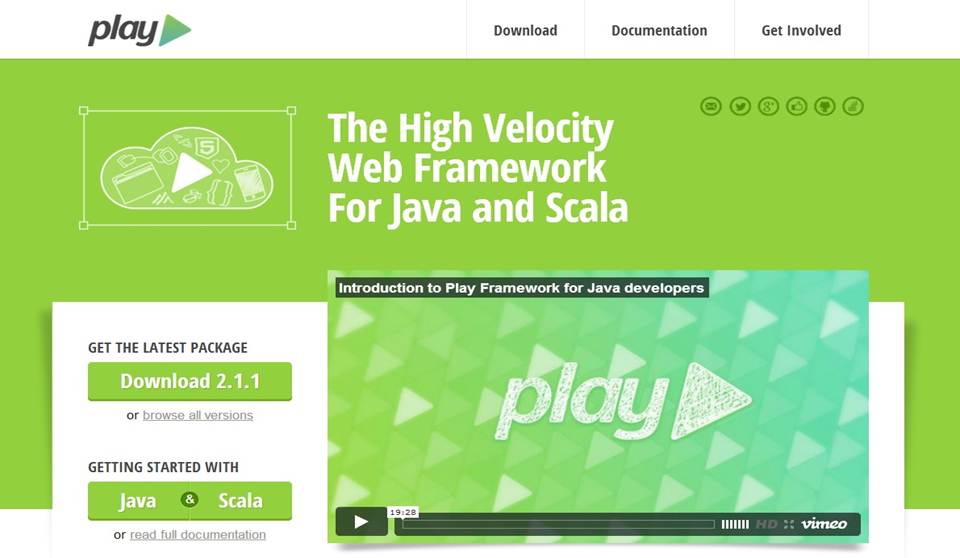 play
Download
Documentation
Get Involved
The High Velocity
Web Framework
For Java and Scala
Introduction to Play Framework for Java developers
play
GET THE LATEST PACKAGE
Download 2.1.1
or browse all versions
GETTING STARTED WITH
Java & Scala
or read full documentation
19:28
HD
vimeo